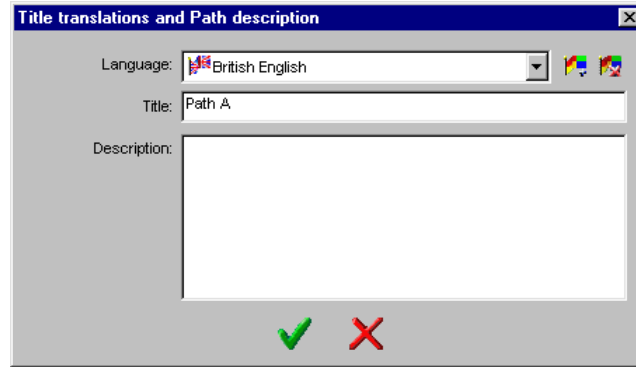 Title translations and Path description
Language: British English
Title: Path A
Description: